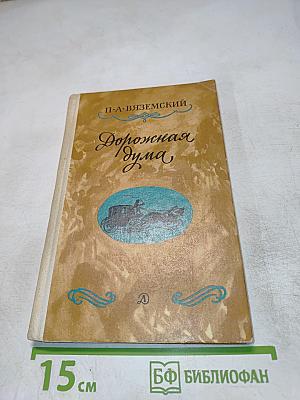 П·А·ВЯЗЕМСКИЙ
Дорожная
дума
Д
15 см
БФ БИБЛИОФАН